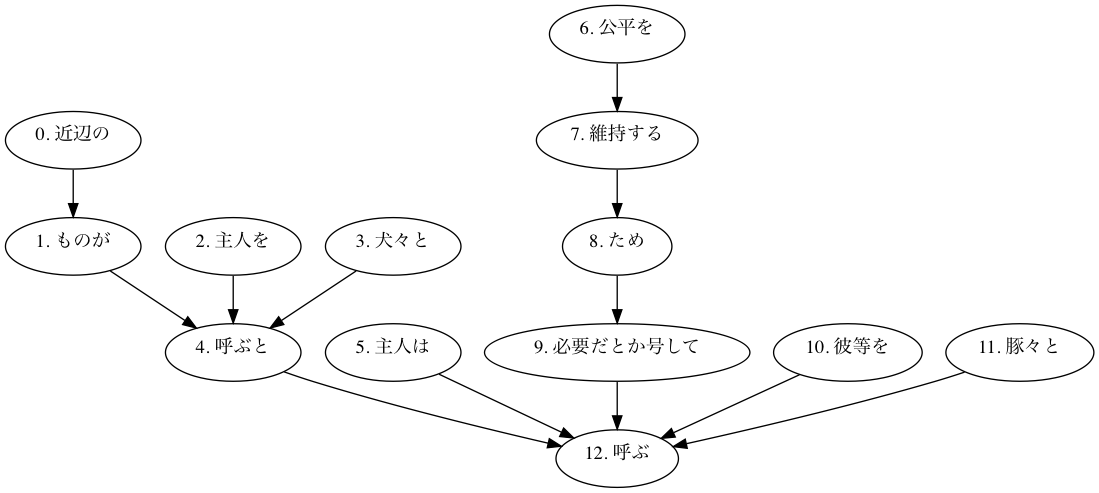 6. 公平を
0. 近辺の
7. 維持する
1. ものが
2. 主人を
3. 犬々と
8. ため
4. 呼ぶと
5. 主人は
9. 必要だとか号して
10. 彼等を
11. 豚々と
12. 呼ぶ